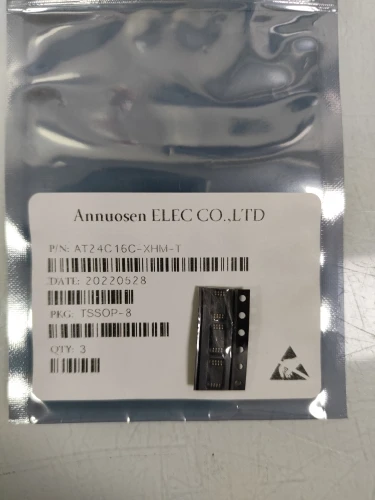 Annuosen ELEC CO.,LTD
P/N: AT24C16C-XHM-T
DATE: 20220528
PKG: TSSOP-8
QTY: 3